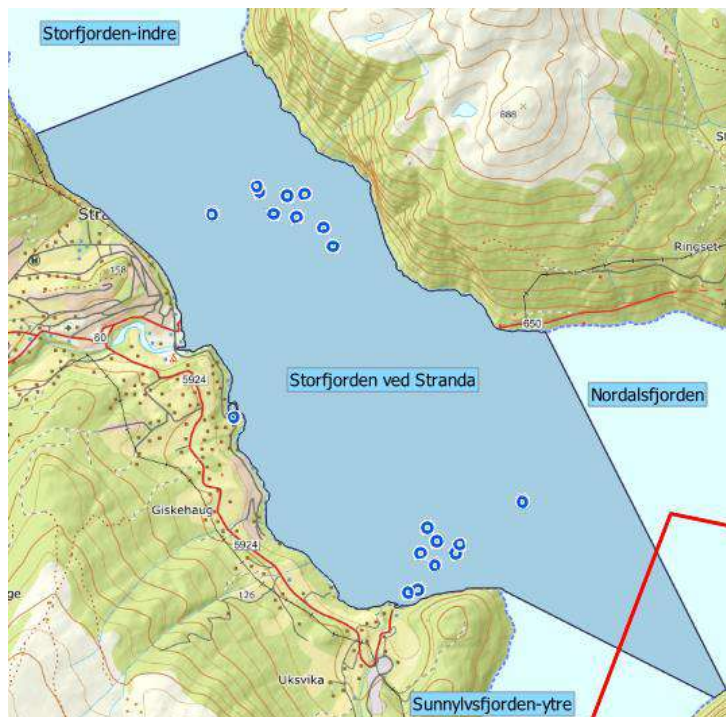 Storfjorden-indre
888
Stra
Ringset
158
60
650
5924
Storfjorden ved Stranda
Nordalsfjorden
Giskehaug
5924
126
Uksvika
Sunnylvsfjorden-ytre